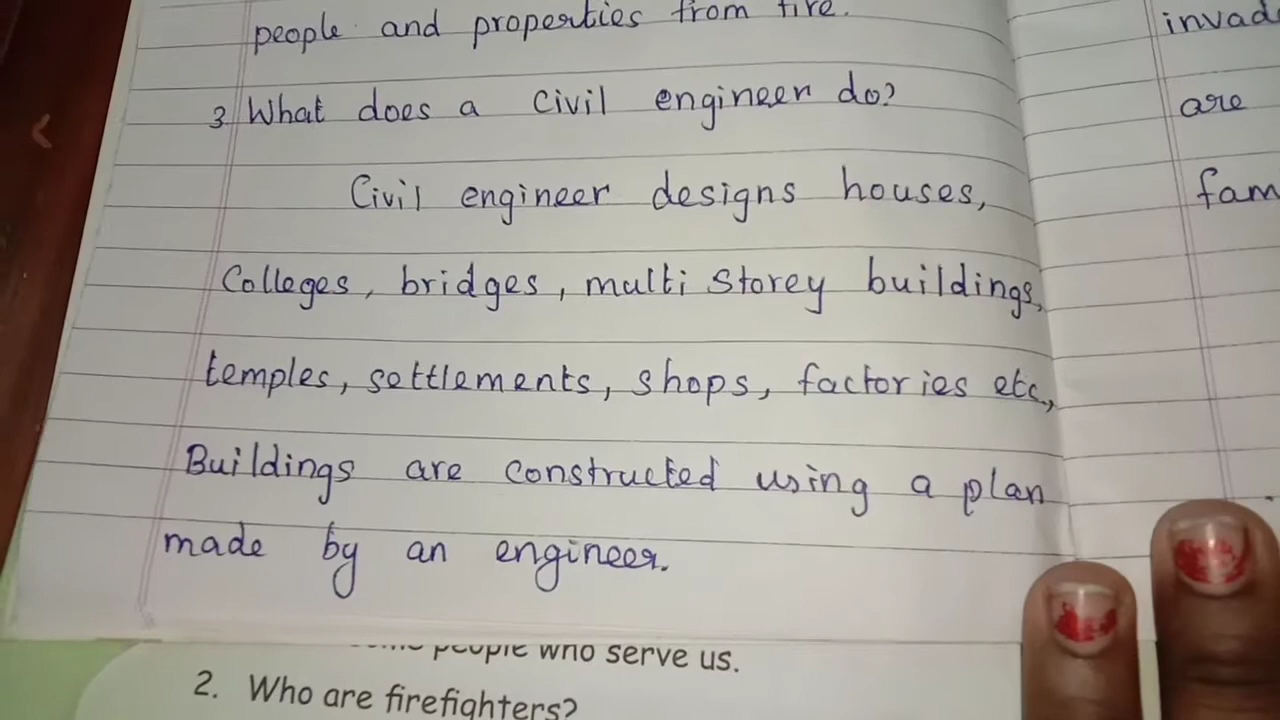 people and properties from fire.
3. What does a Civil engineer do?
Civil engineer designs houses,
Colleges, bridges, multi Storey buildings,
temples, settlements, shops, factories etc.,
Buildings are constructed using a plan
made by an engineer.
invad
are
fam
people who serve us.
2. Who are firefighters?